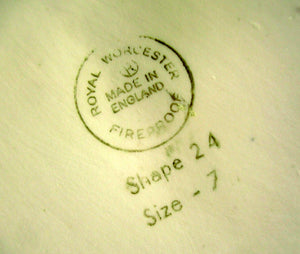 ROYAL WORCESTER
MADE IN
ENGLAND
FIREPROOF
Shape 24
Size - 7